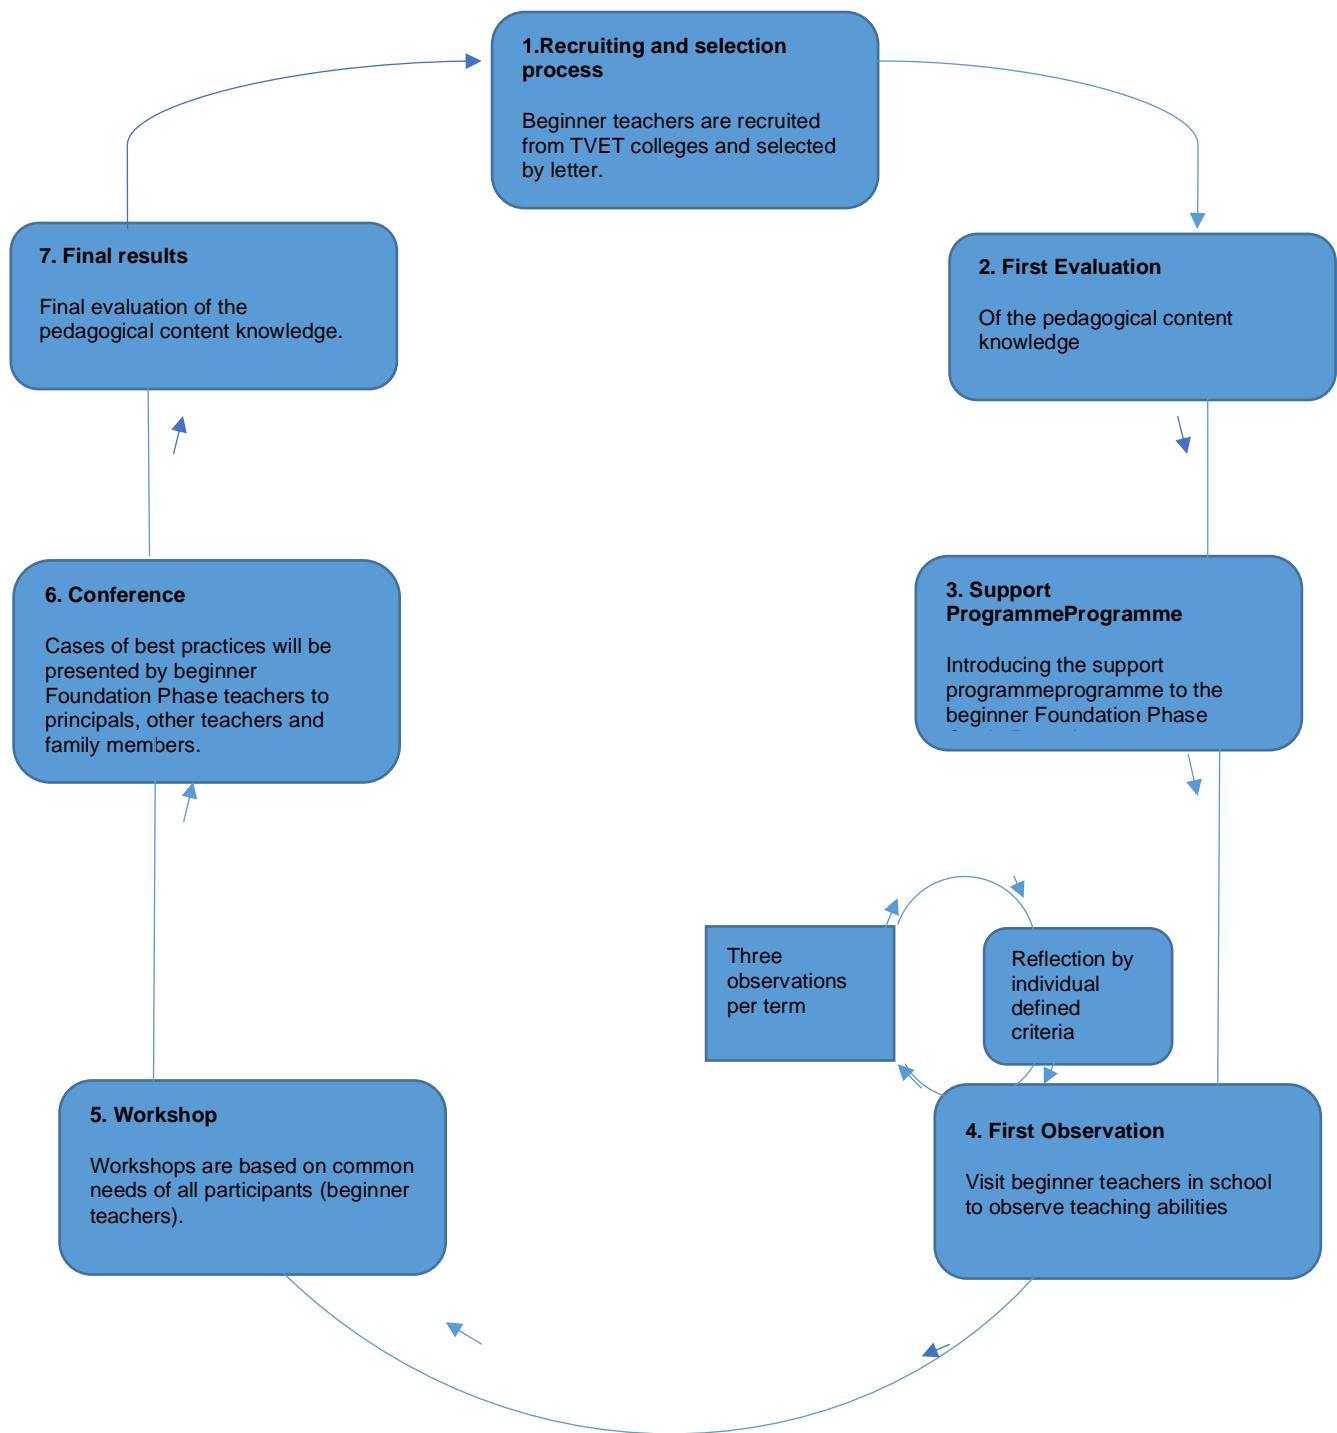 1.Recruiting and selection
process
Beginner teachers are recruited
from TVET colleges and selected
by letter.
2. First Evaluation
Of the pedagogical content
knowledge
3. Support
ProgrammeProgramme
Introducing the support
programmeprogramme to the
beginner Foundation Phase
Three
observations
per term
Reflection by
individual
defined
criteria
4. First Observation
Visit beginner teachers in school
to observe teaching abilities
5. Workshop
Workshops are based on common
needs of all participants (beginner
teachers).
6. Conference
Cases of best practices will be
presented by beginner
Foundation Phase teachers to
principals, other teachers and
family members.
7. Final results
Final evaluation of the
pedagogical content knowledge.